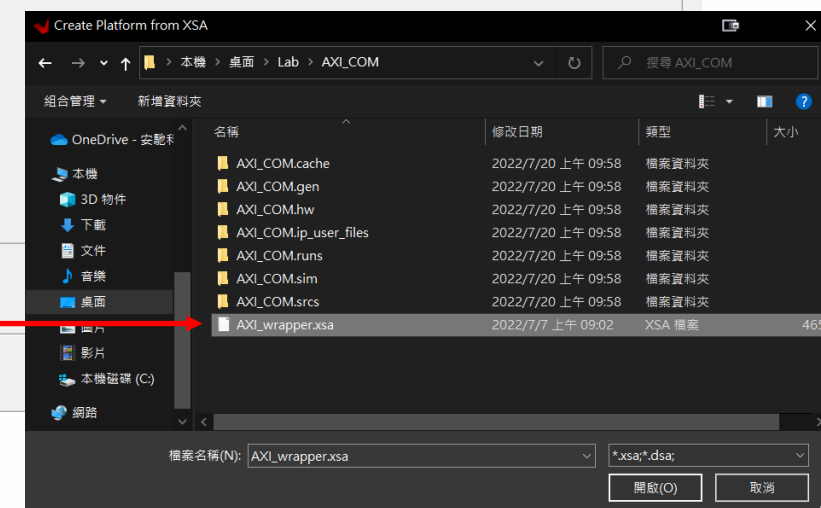 Create Platform from XSA
本機 › 桌面 › Lab › AXI_COM
搜尋 AXI_COM
組合管理 新增資料夾
名稱 修改日期 類型 大小
OneDrive - 安馳科
本機
3D 物件
下載
文件
音樂
桌面
圖片
影片
本機磁碟 (C:)
網路
AXI_COM.cache 2022/7/20 上午 09:58 檔案資料夾
AXI_COM.gen 2022/7/20 上午 09:58 檔案資料夾
AXI_COM.hw 2022/7/20 上午 09:58 檔案資料夾
AXI_COM.ip_user_files 2022/7/20 上午 09:58 檔案資料夾
AXI_COM.runs 2022/7/20 上午 09:58 檔案資料夾
AXI_COM.sim 2022/7/20 上午 09:58 檔案資料夾
AXI_COM.srcs 2022/7/20 上午 09:58 檔案資料夾
AXI_wrapper.xsa 2022/7/7 上午 09:02 XSA 檔案 465
檔案名稱(N): AXI_wrapper.xsa *.xsa;*.dsa;
開啟(O) 取消